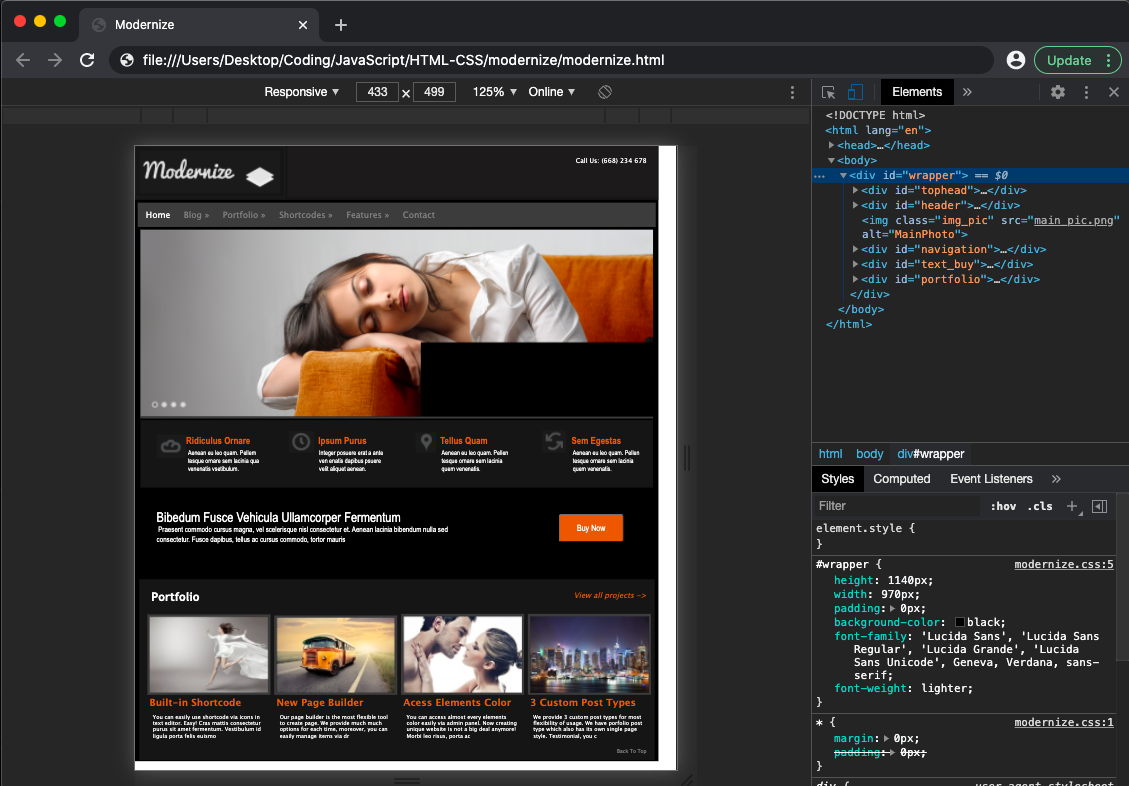 Modernize
file:///Users/Desktop/Coding/JavaScript/HTML-CSS/modernize/modernize.html
Update
Responsive 433 x 499 125% Online
Modernize
Call Us: (668) 234 678
Home Blog » Portfolio » Shortcodes » Features » Contact
Ridiculus Ornare
Aenean eu leo quam. Pellem
tesque ornare sem lacinia qua
venenatis vsetibulum.
Ipsum Purus
Integer posuere erat a ante
ven enatis dapibus psuere
velit aliquet aenean.
Tellus Quam
Aenean eu leo quam. Pellen
tesque ornare sem lacinia
quem venenatis.
Sem Egestas
Aenean eu leo quam. Pellen
tesque ornare sem lacinia
quem venenatis.
Bibedum Fusce Vehicula Ullamcorper Fermentum
Praesent commodo cursus magna, vel scelerisque nisl consectetur et. Aenean lacinia bibendum nulla sed
consectetur. Fusce dapibus, tellus ac cursus commodo, tortor mauris
Buy Now
Portfolio
View all projects ->
Built-in Shortcode
You can easily use shortcode via icons in
text editor. Easy! Cras mattis consectetur
purus sit amet fermentum. Vestibulum id
ligula porta felis euismo
New Page Builder
Our page builder is the most flexible tool
to create page. We provide much much
options for each time, moreover, you can
easily manage items via dr
Acess Elements Color
You can access almost every elements
color easily via admin panel. Now creating
unique website is not a big deal anymore!
Morbi leo risus, porta ac
3 Custom Post Types
We provide 3 custom post types for most
flexibility of usage. We have porfolio post
type which also has its own single page
style. Testimonial, you c
Back To Top
Elements »
<!DOCTYPE html>
<html lang="en">
<head>…</head>
<body>
… <div id="wrapper"> == $0
<div id="tophead">…</div>
<div id="header">…</div>
<img class="img_pic" src="main pic.png"
alt="MainPhoto">
<div id="navigation">…</div>
<div id="text_buy">…</div>
<div id="portfolio">…</div>
</div>
</body>
</html>
html body div#wrapper
Styles Computed Event Listeners »
Filter :hov .cls +
element.style {
}
#wrapper { modernize.css:5
height: 1140px;
width: 970px;
padding: 0px;
background-color: black;
font-family: 'Lucida Sans', 'Lucida Sans
Regular', 'Lucida Grande', 'Lucida
Sans Unicode', Geneva, Verdana, sans-
serif;
font-weight: lighter;
}
* { modernize.css:1
margin: 0px;
padding: 0px;
}
div { user agent stylesheet